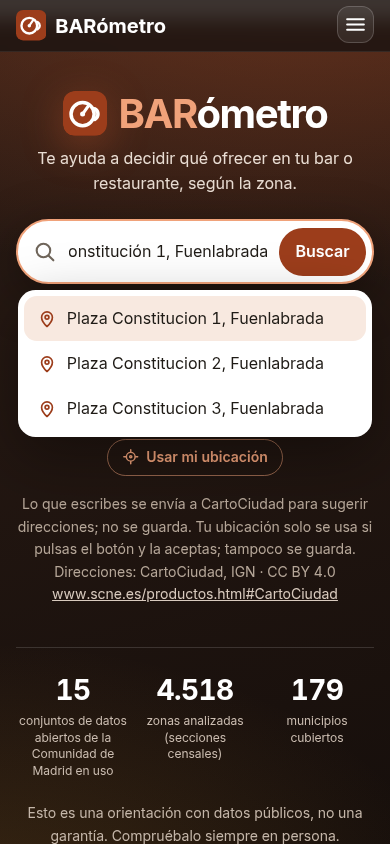 BARómetro
BARómetro
Te ayuda a decidir qué ofrecer en tu bar o
restaurante, según la zona.
onstitución 1, Fuenlabrada
Buscar
Plaza Constitucion 1, Fuenlabrada
Plaza Constitucion 2, Fuenlabrada
Plaza Constitucion 3, Fuenlabrada
Usar mi ubicación
Lo que escribes se envía a CartoCiudad para sugerir
direcciones; no se guarda. Tu ubicación solo se usa si
pulsas el botón y la aceptas; tampoco se guarda.
Direcciones: CartoCiudad, IGN · CC BY 4.0
www.scne.es/productos.html#CartoCiudad
15
conjuntos de datos
abiertos de la
Comunidad de
Madrid en uso
4.518
zonas analizadas
(secciones
censales)
179
municipios
cubiertos
Esto es una orientación con datos públicos, no una
garantía. Compruébalo siempre en persona.